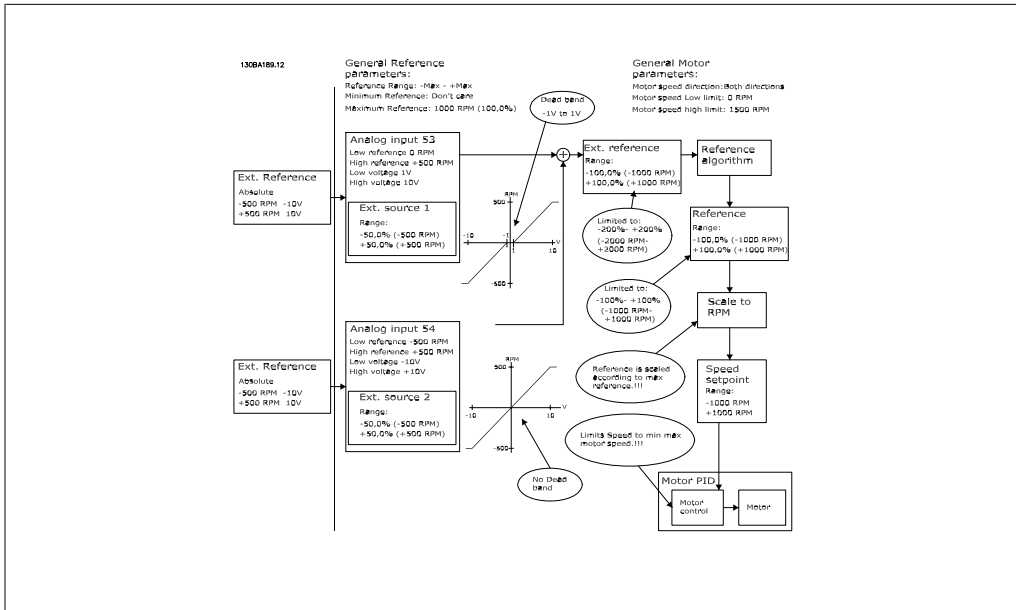 130BA189.12
General Reference
parameters:
Reference Range: -Max - +Max
Minimum Reference: Don't care
Maximum Reference: 1000 RPM (100,0%)
General Motor
parameters:
Motor speed direction:Both directions
Motor speed Low limit: 0 RPM
Motor speed high limit: 1500 RPM
Dead band
-1V to 1V
Ext. Reference
Absolute
-500 RPM -10V
+500 RPM 10V
Analog input 53
Low reference 0 RPM
High reference +500 RPM
Low voltage 1V
High voltage 10V
Ext. source 1
Range:
-50,0% (-500 RPM)
+50,0% (+500 RPM)
RPM
500
-10
-1
1
10
V
-500
Ext. reference
Range:
-100,0% (-1000 RPM)
+100,0% (+1000 RPM)
Reference
algorithm
Limited to:
-200%- +200%
(-2000 RPM-
+2000 RPM)
Reference
Range:
-100,0% (-1000 RPM)
+100,0% (+1000 RPM)
Limited to:
-100%- +100%
(-1000 RPM-
+1000 RPM)
Scale to
RPM
Ext. Reference
Absolute
-500 RPM -10V
+500 RPM 10V
Analog input 54
Low reference -500 RPM
High reference +500 RPM
Low voltage -10V
High voltage +10V
Ext. source 2
Range:
-50,0% (-500 RPM)
+50,0% (+500 RPM)
RPM
500
-10
10
V
-500
No Dead
band
Reference is scaled
according to max
reference.!!!
Speed
setpoint
Range:
-1000 RPM
+1000 RPM
Limits Speed to min max
motor speed.!!!
Motor PID
Motor
control
Motor